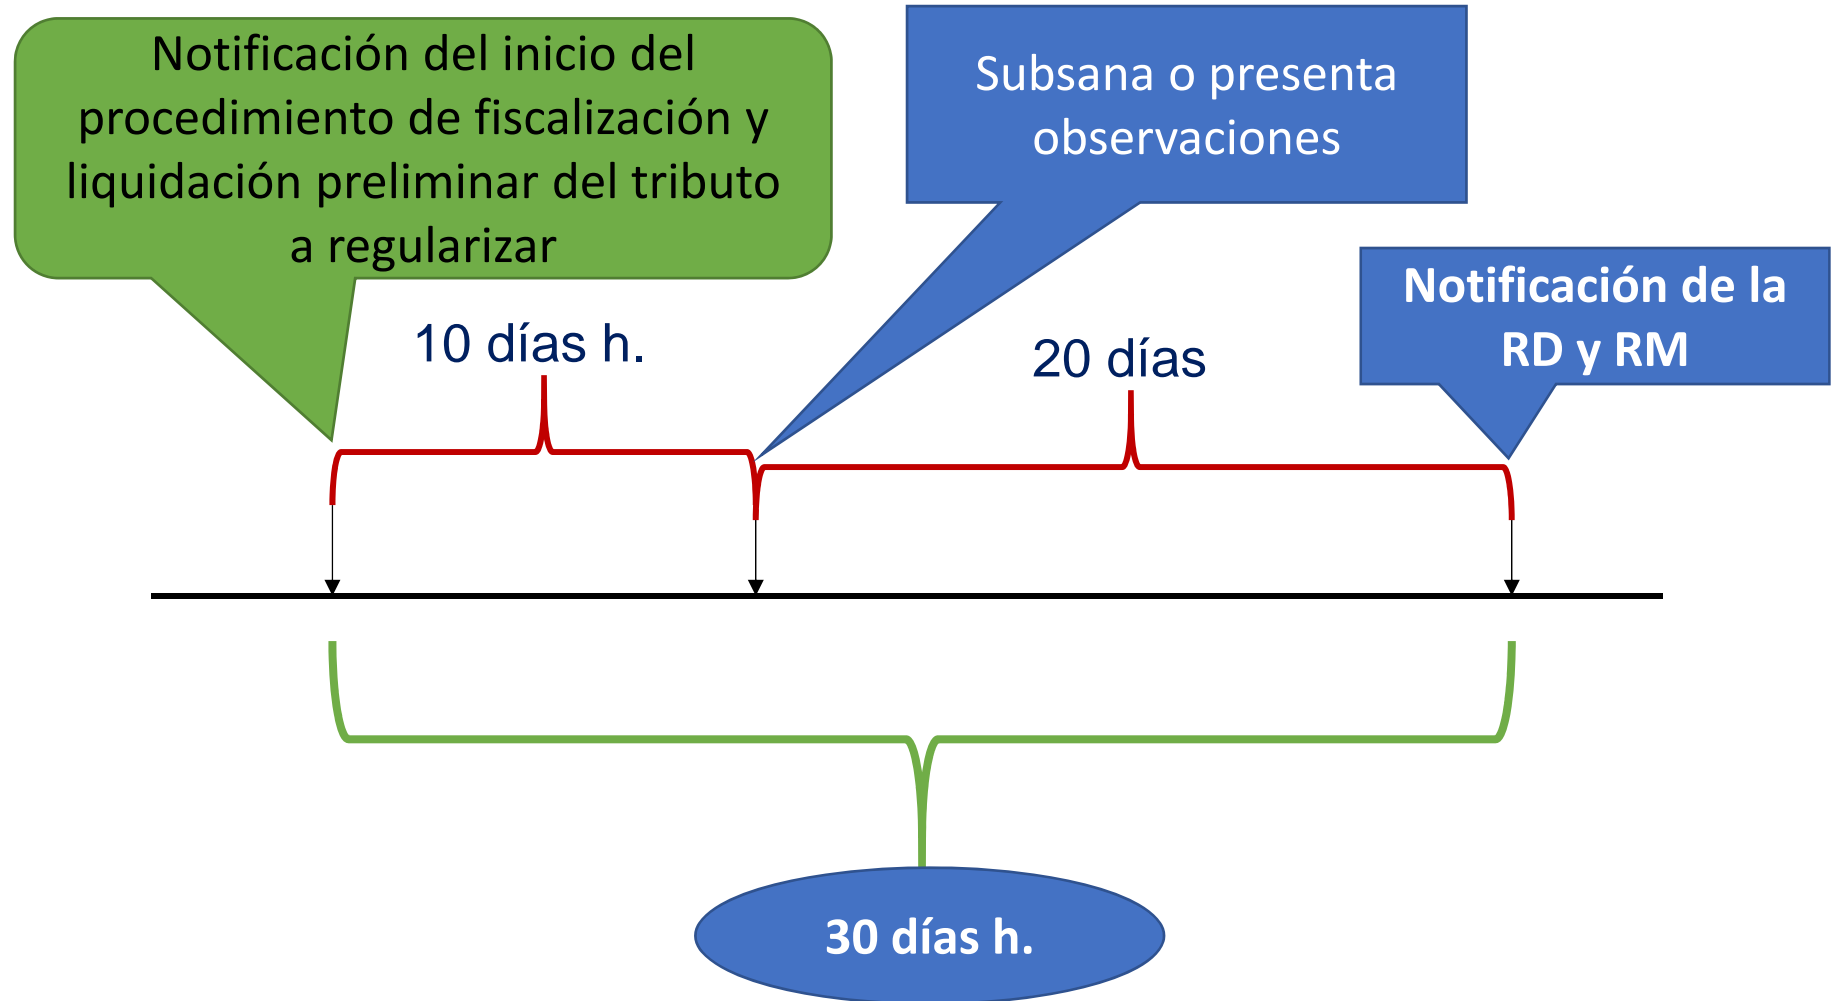 Notificación del inicio del
procedimiento de fiscalización y
liquidación preliminar del tributo
a regularizar
Subsana o presenta
observaciones
Notificación de la
RD y RM
10 días h.
20 días
30 días h.